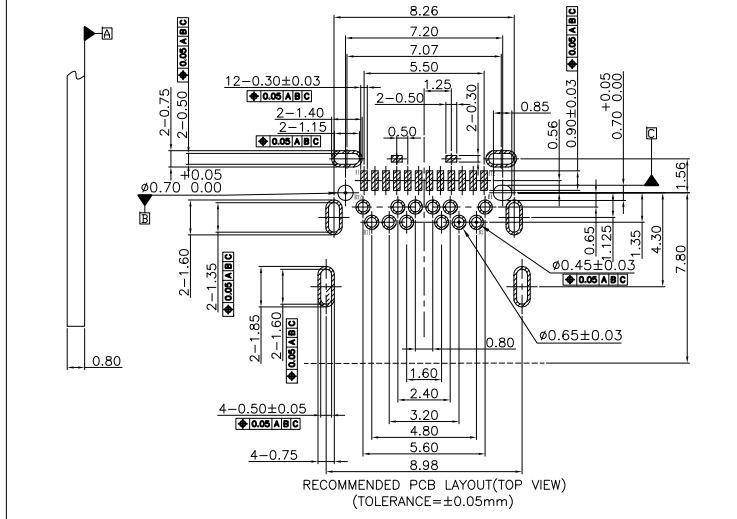 8.26
7.20
7.07
5.50
A
⌖ 0.05 A B C
⌖ 0.05 A B C
12-0.30±0.03
⌖ 0.05 A B C
1.25
2-0.50
2-0.30
0.85
0.56
0.90±0.03
+0.05
0.70 0.00
C
2-0.75
2-0.50
2-1.40
2-1.15
⌖ 0.05 A B C
0.50
1.56
+0.05
ø0.70 0.00
B
2-1.60
2-1.35
⌖ 0.05 A B C
0.65
1.125
1.35
4.30
7.80
ø0.45±0.03
⌖ 0.05 A B C
2-1.85
2-1.60
⌖ 0.05 A B C
ø0.65±0.03
0.80
0.80
1.60
2.40
4-0.50±0.05
⌖ 0.05 A B C
3.20
4.80
5.60
4-0.75
8.98
RECOMMENDED PCB LAYOUT(TOP VIEW)
(TOLERANCE=±0.05mm)